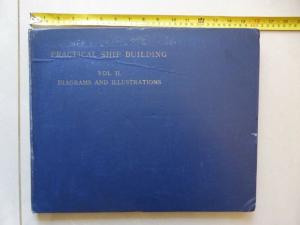 PRACTICAL SHIP BUILDING
VOL II.
DIAGRAMS AND ILLUSTRATIONS